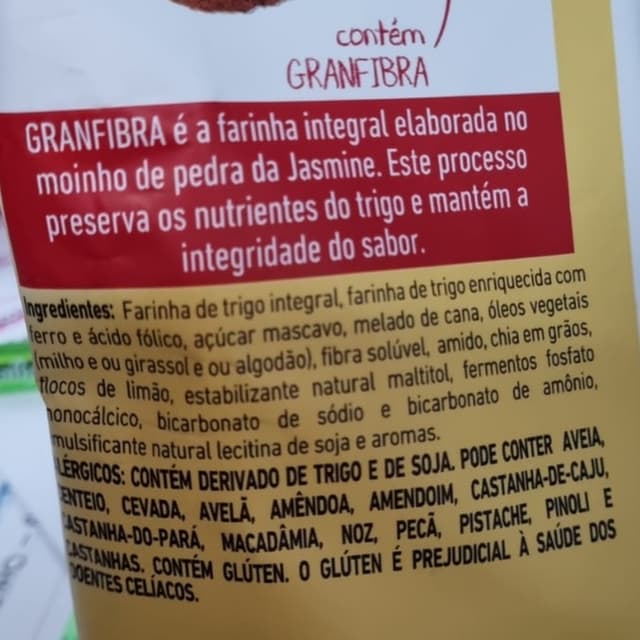 contém
GRANFIBRA
GRANFIBRA é a farinha integral elaborada no
moinho de pedra da Jasmine. Este processo
preserva os nutrientes do trigo e mantém a
integridade do sabor.
Ingredientes: Farinha de trigo integral, farinha de trigo enriquecida com
ferro e ácido fólico, açúcar mascavo, melado de cana, óleos vegetais
(milho e ou girassol e ou algodão), fibra solúvel, amido, chia em grãos,
flocos de limão, estabilizante natural maltitol, fermentos fosfato
monocálcico, bicarbonato de sódio e bicarbonato de amônio,
emulsificante natural lecitina de soja e aromas.
ALÉRGICOS: CONTÉM DERIVADO DE TRIGO E DE SOJA. PODE CONTER AVEIA,
CENTEIO, CEVADA, AVELÃ, AMÊNDOA, AMENDOIM, CASTANHA-DE-CAJU,
CASTANHA-DO-PARÁ, MACADÂMIA, NOZ, PECÃ, PISTACHE, PINOLI E
CASTANHAS. CONTÉM GLÚTEN. O GLÚTEN É PREJUDICIAL À SAÚDE DOS
DOENTES CELÍACOS.